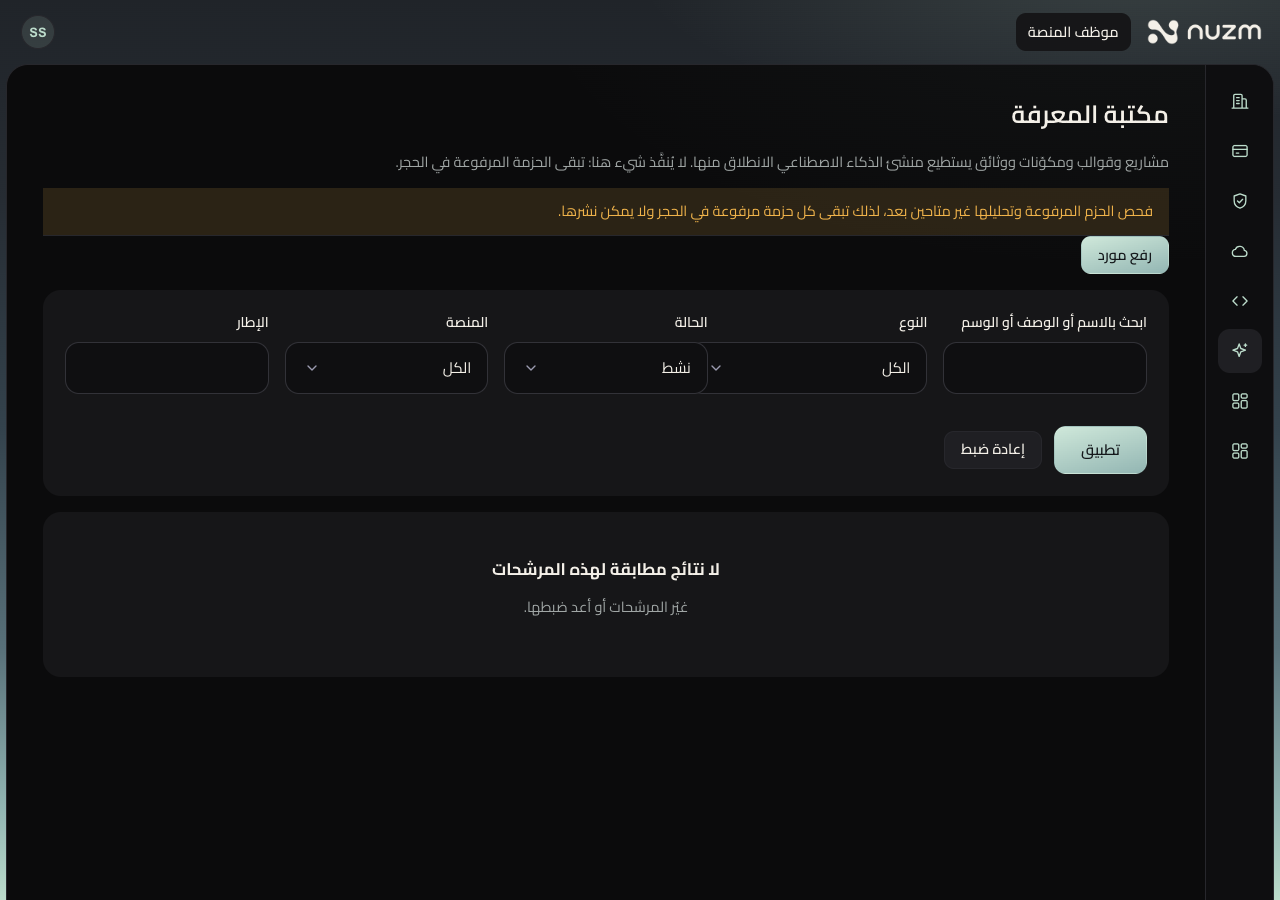 nuzm
موظف المنصة
SS
مكتبة المعرفة
مشاريع وقوالب ومكوّنات ووثائق يستطيع منشئ الذكاء الاصطناعي الانطلاق منها. لا يُنفَّذ شيء هنا: تبقى الحزمة المرفوعة في الحجر.
فحص الحزم المرفوعة وتحليلها غير متاحين بعد، لذلك تبقى كل حزمة مرفوعة في الحجر ولا يمكن نشرها.
رفع مورد
ابحث بالاسم أو الوصف أو الوسم
النوع
الحالة
المنصة
الإطار
الكل
نشط
الكل
تطبيق
إعادة ضبط
لا نتائج مطابقة لهذه المرشحات
غيّر المرشحات أو أعد ضبطها.